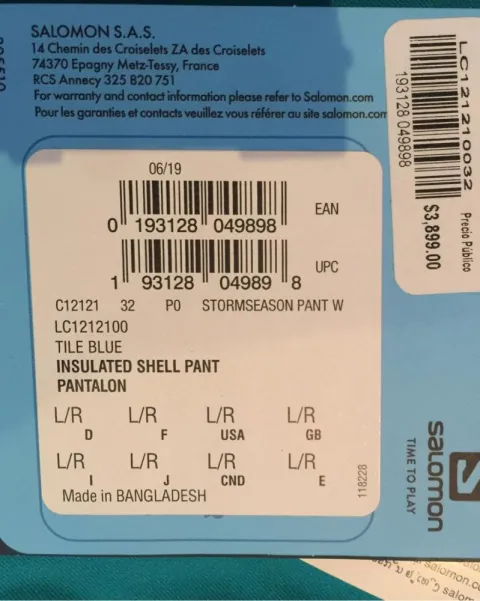 SALOMON S.A.S.
14 Chemin des Croiselets ZA des Croiselets
74370 Epagny Metz-Tessy, France
RCS Annecy 325 820 751
For warranty and contact information please refer to Salomon.com
Pour les garanties et contacts veuillez vous référer au site salomon.com
06/19
EAN
0 193128 049898
UPC
1 93128 04989 8
C12121 32 P0 STORMSEASON PANT W
LC1212100
TILE BLUE
INSULATED SHELL PANT
PANTALON
L/R D L/R F L/R USA L/R GB
L/R I L/R J L/R CND L/R E
Made in BANGLADESH
118228
LC121210032
193128 049898
Precio Público
$3,899.00
salomon
TIME TO PLAY
salomon.c
salom